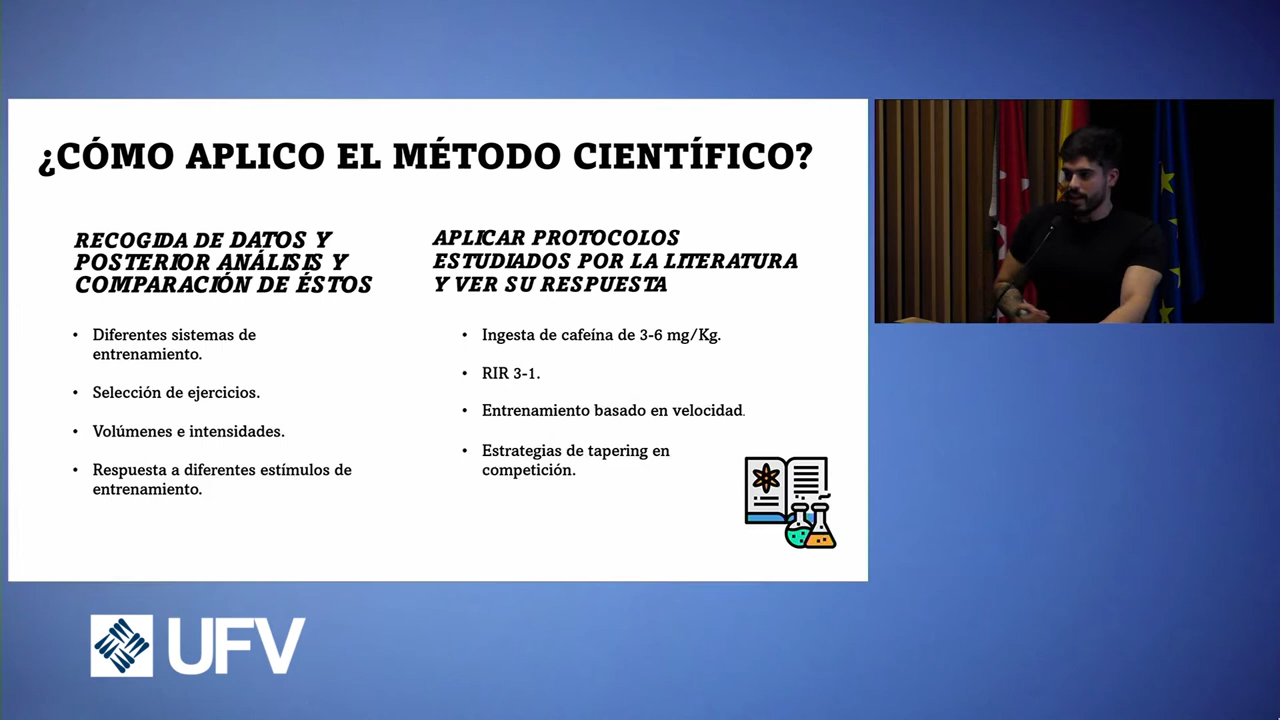 ¿CÓMO APLICO EL MÉTODO CIENTÍFICO?
RECOGIDA DE DATOS Y
POSTERIOR ANÁLISIS Y
COMPARACIÓN DE ÉSTOS
• Diferentes sistemas de
entrenamiento.
• Selección de ejercicios.
• Volúmenes e intensidades.
• Respuesta a diferentes estímulos de
entrenamiento.
APLICAR PROTOCOLOS
ESTUDIADOS POR LA LITERATURA
Y VER SU RESPUESTA
• Ingesta de cafeína de 3-6 mg/Kg.
• RIR 3-1.
• Entrenamiento basado en velocidad.
• Estrategias de tapering en
competición.
UFV